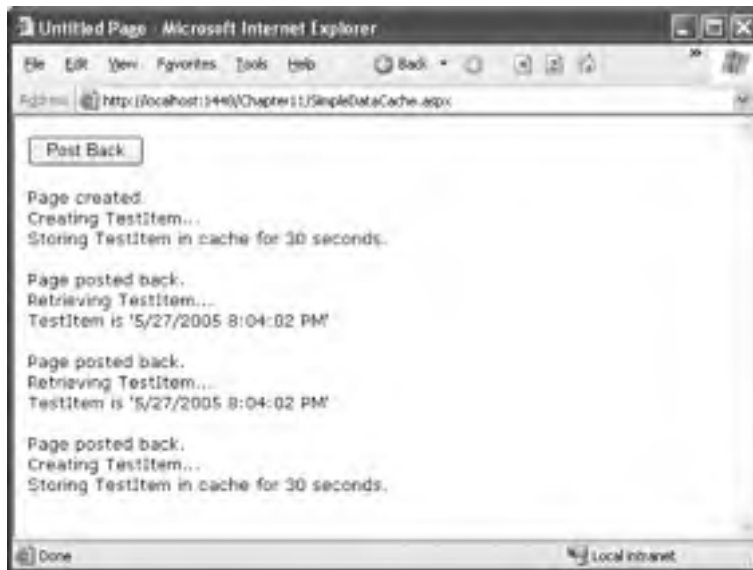 Untitled Page - Microsoft Internet Explorer
File Edit View Favorites Tools Help Back »
Address http://localhost:1440/Chapter11/SimpleDataCache.aspx
Post Back
Page created.
Creating TestItem...
Storing TestItem in cache for 30 seconds.
Page posted back.
Retrieving TestItem...
TestItem is '5/27/2005 8:04:02 PM'
Page posted back.
Retrieving TestItem...
TestItem is '5/27/2005 8:04:02 PM'
Page posted back.
Creating TestItem...
Storing TestItem in cache for 30 seconds.
Done Local intranet